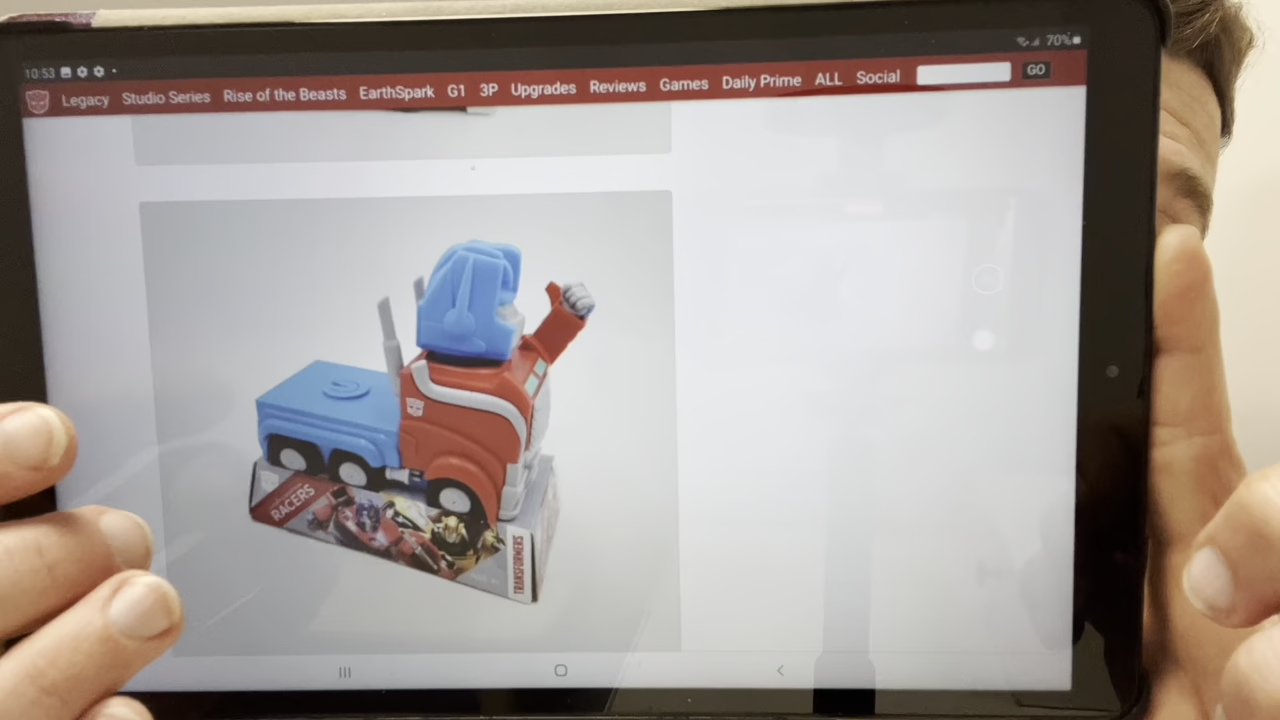 10:53
70%
Legacy Studio Series Rise of the Beasts EarthSpark G1 3P Upgrades Reviews Games Daily Prime ALL Social GO
RACERS
TRANSFORMERS